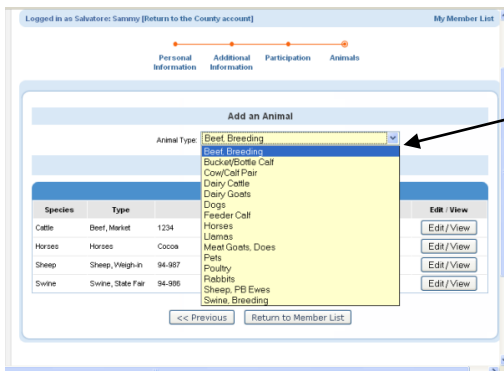 Logged in as Salvatore: Sammy [Return to the County account] My Member List
Personal Information Additional Information Participation Animals
Add an Animal
Animal Type: Beef, Breeding
Beef, Breeding
Bucket/Bottle Calf
Cow/Calf Pair
Dairy Cattle
Dairy Goats
Dogs
Feeder Calf
Horses
Llamas
Meat Goats, Does
Pets
Poultry
Rabbits
Sheep, PB Ewes
Swine, Breeding
Species Type Edit / View
Cattle Beef, Market 1234 Edit / View
Horses Horses Cocoa Edit / View
Sheep Sheep, Weigh-in 94-987 Edit / View
Swine Swine, State Fair 94-986 Edit / View
<< Previous Return to Member List